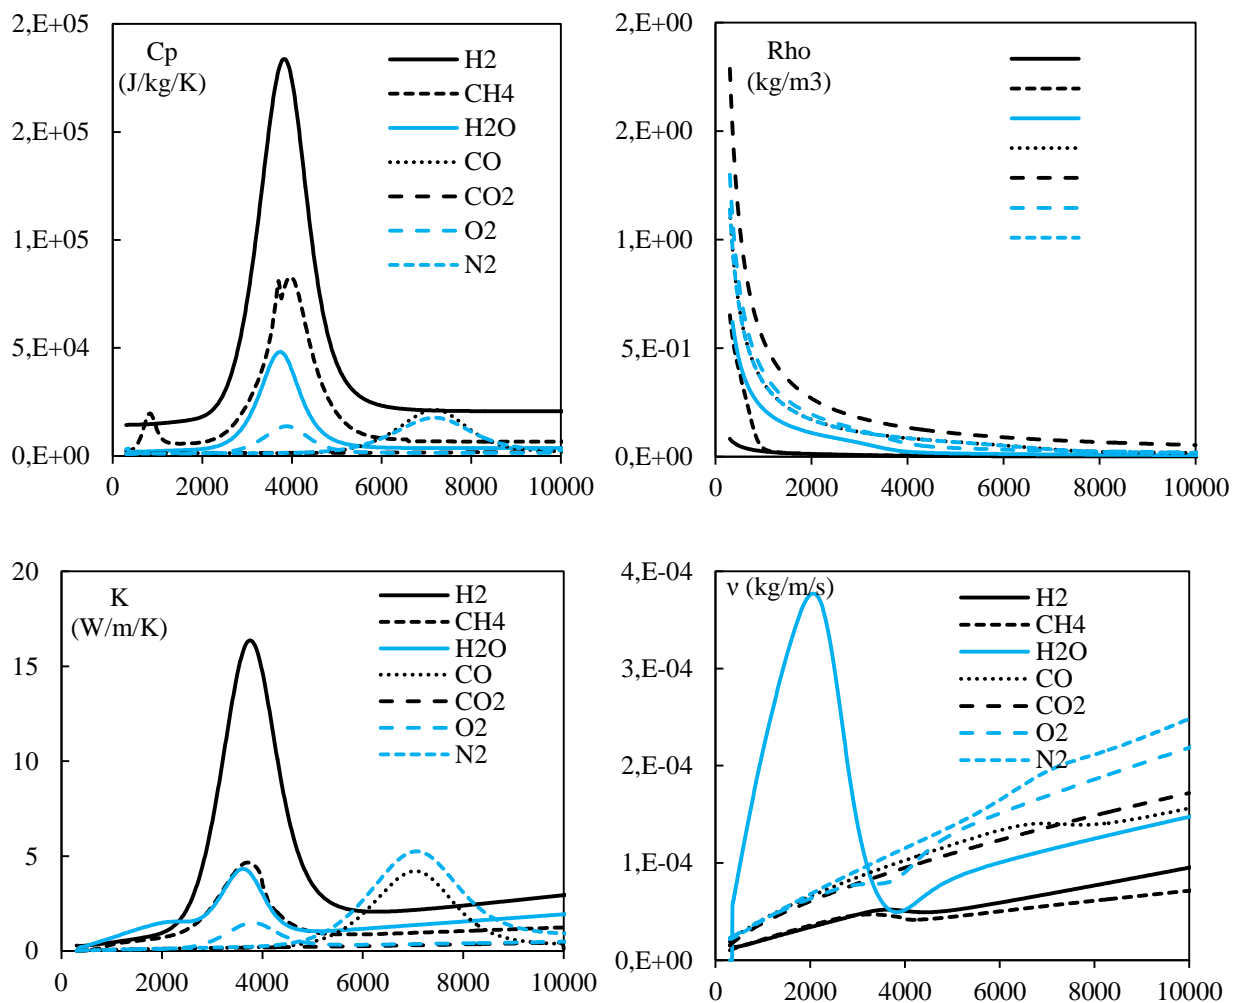 2,E+05
2,E+05
1,E+05
5,E+04
0,E+00
Cp
(J/kg/K)
H2
CH4
H2O
CO
CO2
O2
N2
0 2000 4000 6000 8000 10000
2,E+00
2,E+00
1,E+00
5,E-01
0,E+00
Rho
(kg/m3)
0 2000 4000 6000 8000 10000
20
15
10
5
0
K
(W/m/K)
H2
CH4
H2O
CO
CO2
O2
N2
0 2000 4000 6000 8000 10000
4,E-04
3,E-04
2,E-04
1,E-04
0,E+00
ν (kg/m/s)
H2
CH4
H2O
CO
CO2
O2
N2
0 2000 4000 6000 8000 10000